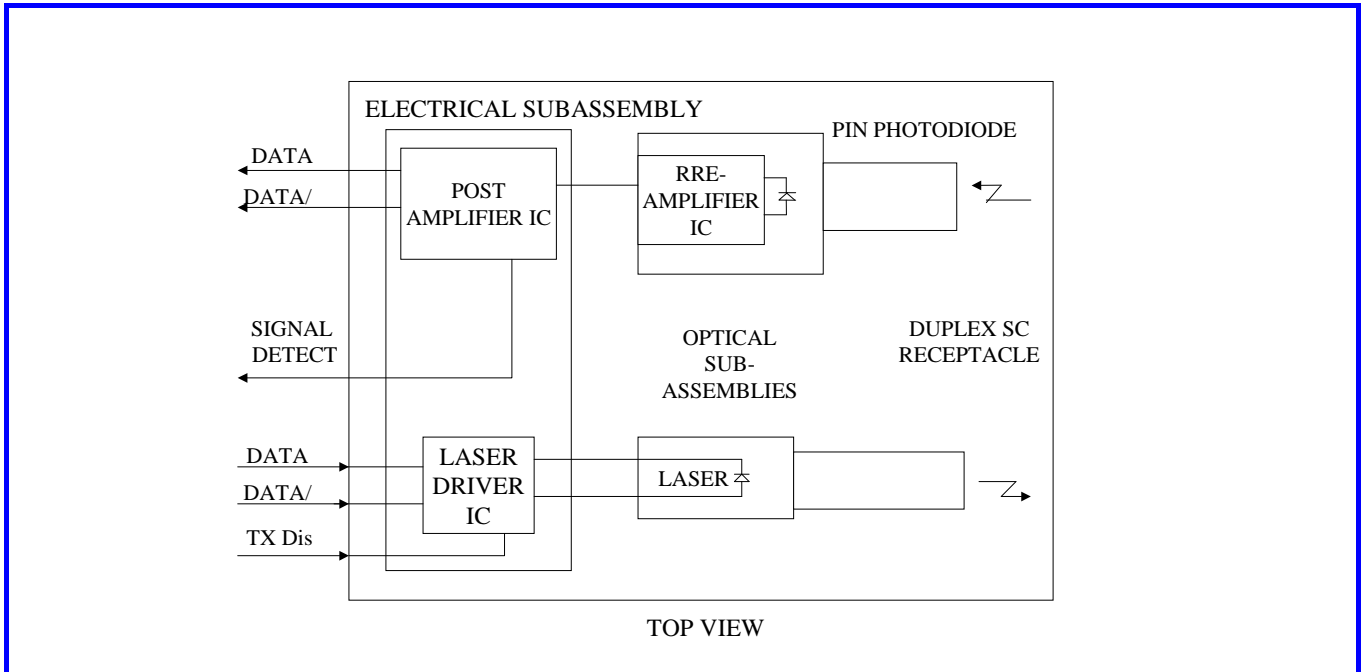 ELECTRICAL SUBASSEMBLY
PIN PHOTODIODE
DATA
DATA/
POST
AMPLIFIER IC
RRE-
AMPLIFIER
IC
SIGNAL
DETECT
OPTICAL
SUB-
ASSEMBLIES
DUPLEX SC
RECEPTACLE
DATA
DATA/
TX Dis
LASER
DRIVER
IC
LASER
TOP VIEW